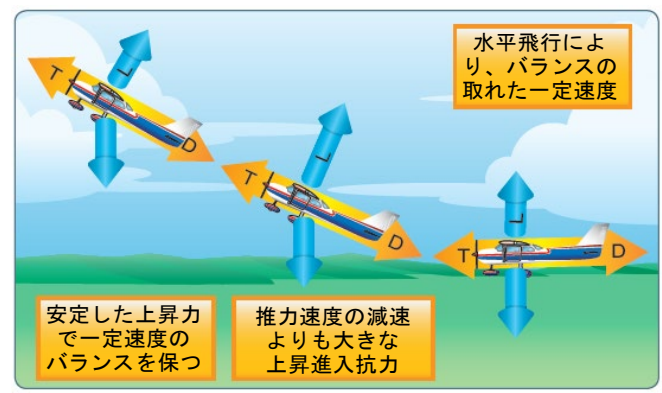 水平飛行によ
り、バランスの
取れた一定速度
T
L
D
T
L
D
T
L
D
安定した上昇力
で一定速度の
バランスを保つ
推力速度の減速
よりも大きな
上昇進入抗力